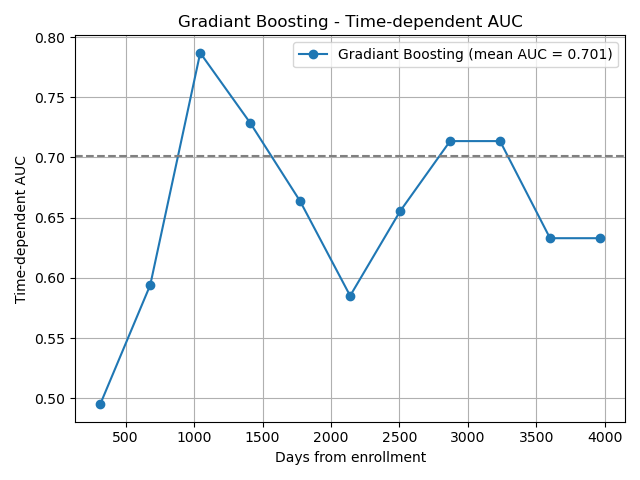 Gradiant Boosting - Time-dependent AUC
Gradiant Boosting (mean AUC = 0.701)
Time-dependent AUC
0.80
0.75
0.70
0.65
0.60
0.55
0.50
500 1000 1500 2000 2500 3000 3500 4000
Days from enrollment